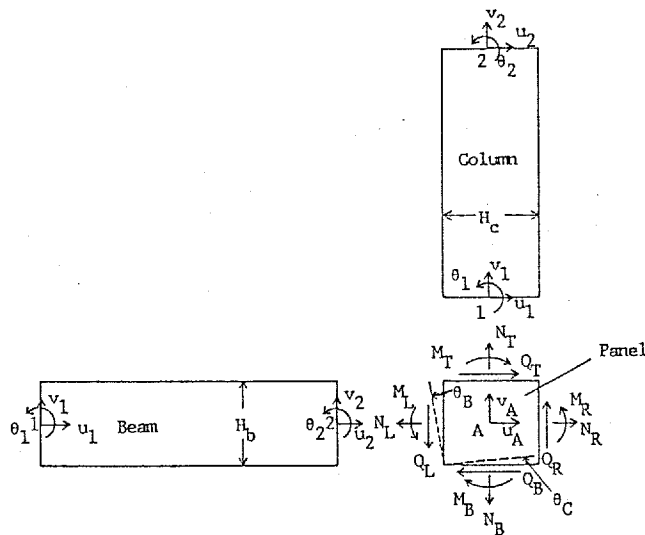 v2
u2
2 θ2
Column
Hc
v1
θ1
1 u1
NT
MT QT
Panel
v1
θ1 1 u1
Beam
Hb
v2
θ2 2 u2
ML θB
NL
QL
vA
A uA
MR
NR
QR
QB
MB
NB
θC